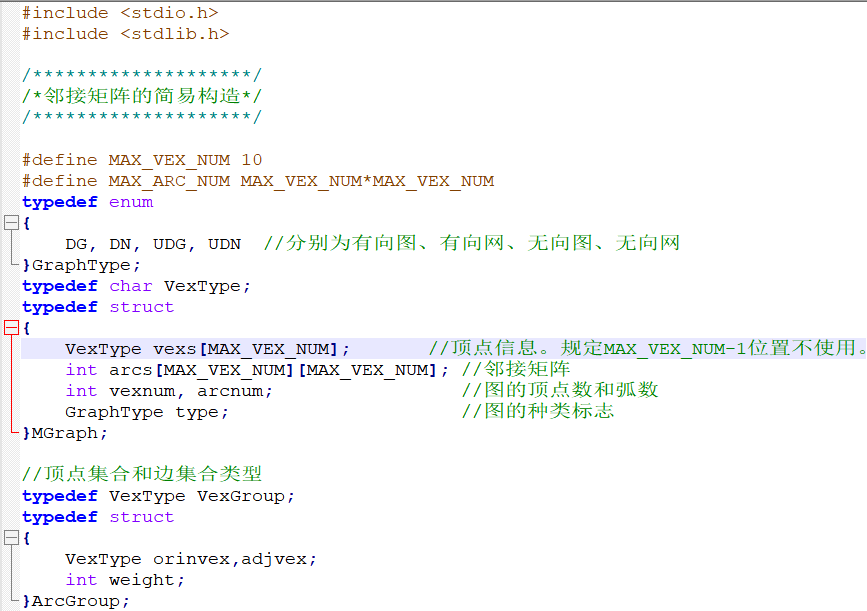 #include <stdio.h>
#include <stdlib.h>
/********************/
/*邻接矩阵的简易构造*/
/********************/
#define MAX_VEX_NUM 10
#define MAX_ARC_NUM MAX_VEX_NUM*MAX_VEX_NUM
typedef enum
{
DG, DN, UDG, UDN //分别为有向图、有向网、无向图、无向网
}GraphType;
typedef char VexType;
typedef struct
{
VexType vexs[MAX_VEX_NUM]; //顶点信息。规定MAX_VEX_NUM-1位置不使用。
int arcs[MAX_VEX_NUM][MAX_VEX_NUM]; //邻接矩阵
int vexnum, arcnum; //图的顶点数和弧数
GraphType type; //图的种类标志
}MGraph;
//顶点集合和边集合类型
typedef VexType VexGroup;
typedef struct
{
VexType orinvex,adjvex;
int weight;
}ArcGroup;